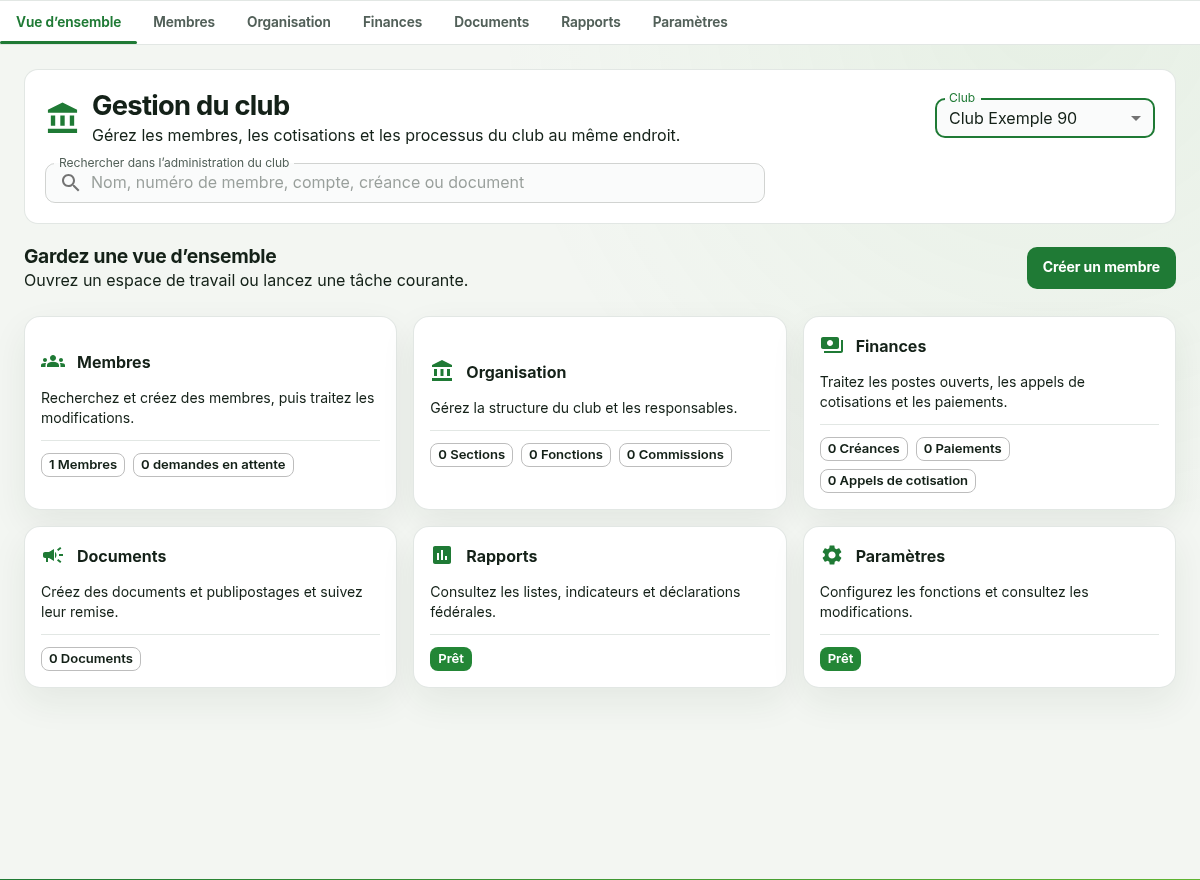 Vue d’ensemble Membres Organisation Finances Documents Rapports Paramètres
Gestion du club
Gérez les membres, les cotisations et les processus du club au même endroit.
Club
Club Exemple 90
Rechercher dans l’administration du club
Nom, numéro de membre, compte, créance ou document
Gardez une vue d’ensemble
Ouvrez un espace de travail ou lancez une tâche courante.
Créer un membre
Membres
Recherchez et créez des membres, puis traitez les
modifications.
1 Membres 0 demandes en attente
Organisation
Gérez la structure du club et les responsables.
0 Sections 0 Fonctions 0 Commissions
Finances
Traitez les postes ouverts, les appels de
cotisations et les paiements.
0 Créances 0 Paiements
0 Appels de cotisation
Documents
Créez des documents et publipostages et suivez
leur remise.
0 Documents
Rapports
Consultez les listes, indicateurs et déclarations
fédérales.
Prêt
Paramètres
Configurez les fonctions et consultez les
modifications.
Prêt